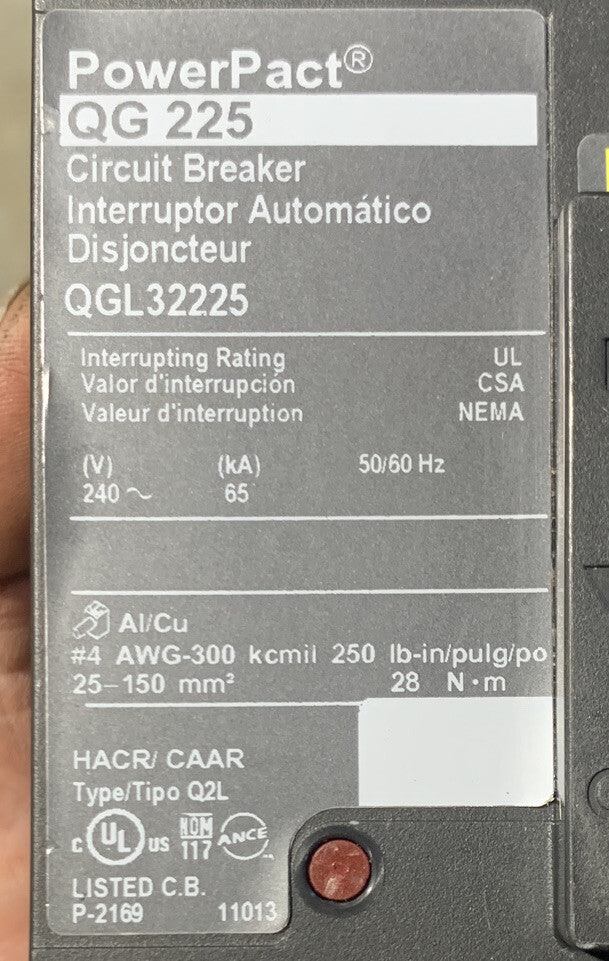 PowerPact®
QG 225
Circuit Breaker
Interruptor Automático
Disjoncteur
QGL32225
Interrupting Rating UL
Valor d'interrupción CSA
Valeur d'interruption NEMA
(V) (kA) 50/60 Hz
240 ~ 65
Al/Cu
#4 AWG-300 kcmil 250 lb-in/pulg/po
25–150 mm² 28 N·m
HACR/ CAAR
Type/Tipo Q2L
c UL us NOM 117 ANCE
LISTED C.B.
P-2169 11013